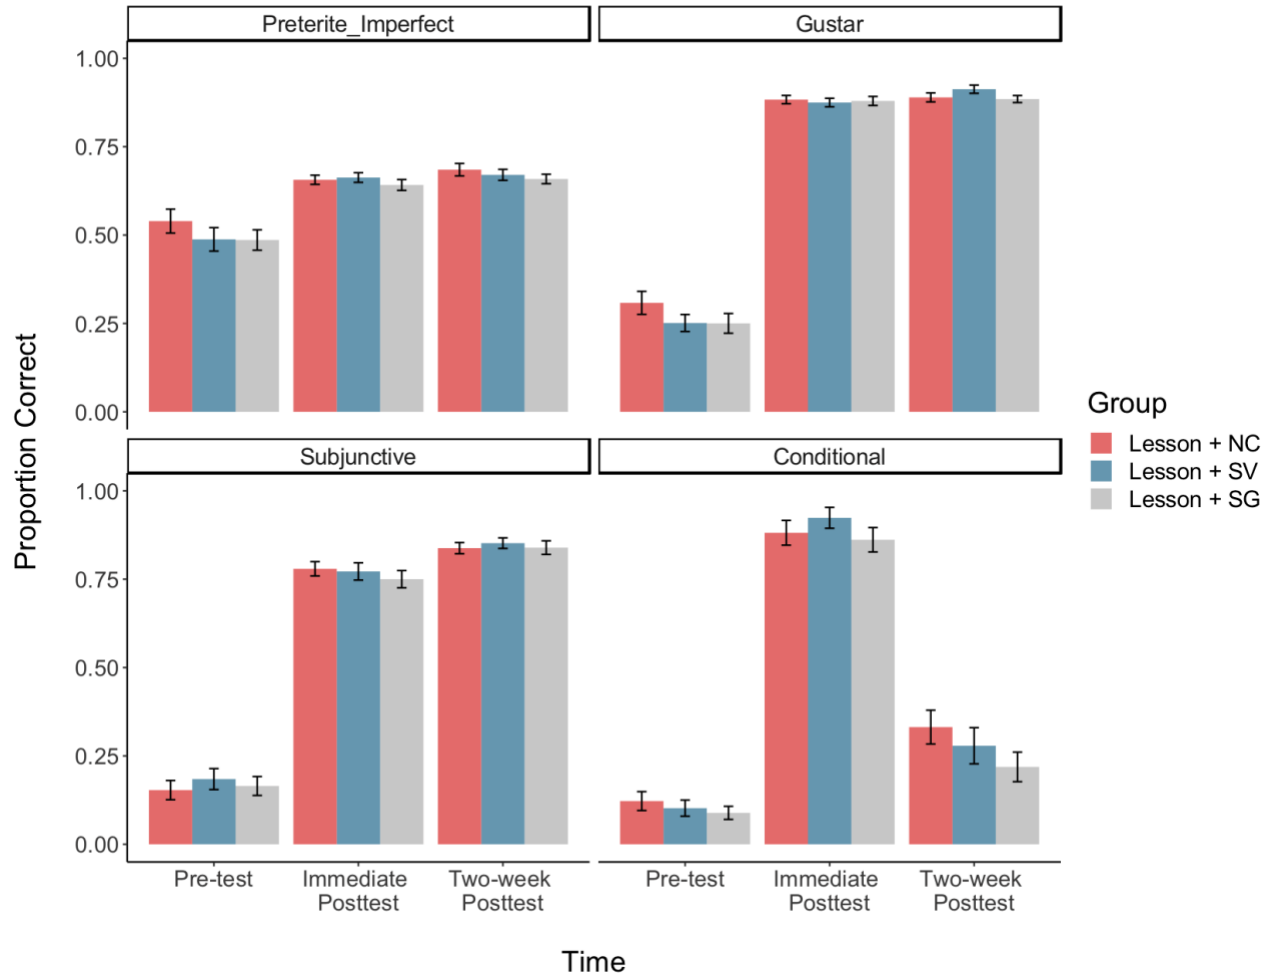 Preterite_Imperfect
Gustar
1.00
0.75
0.50
0.25
0.00
Subjunctive
Conditional
1.00
0.75
0.50
0.25
0.00
Proportion Correct
Pre-test
Immediate
Posttest
Two-week
Posttest
Pre-test
Immediate
Posttest
Two-week
Posttest
Time
Group
Lesson + NC
Lesson + SV
Lesson + SG